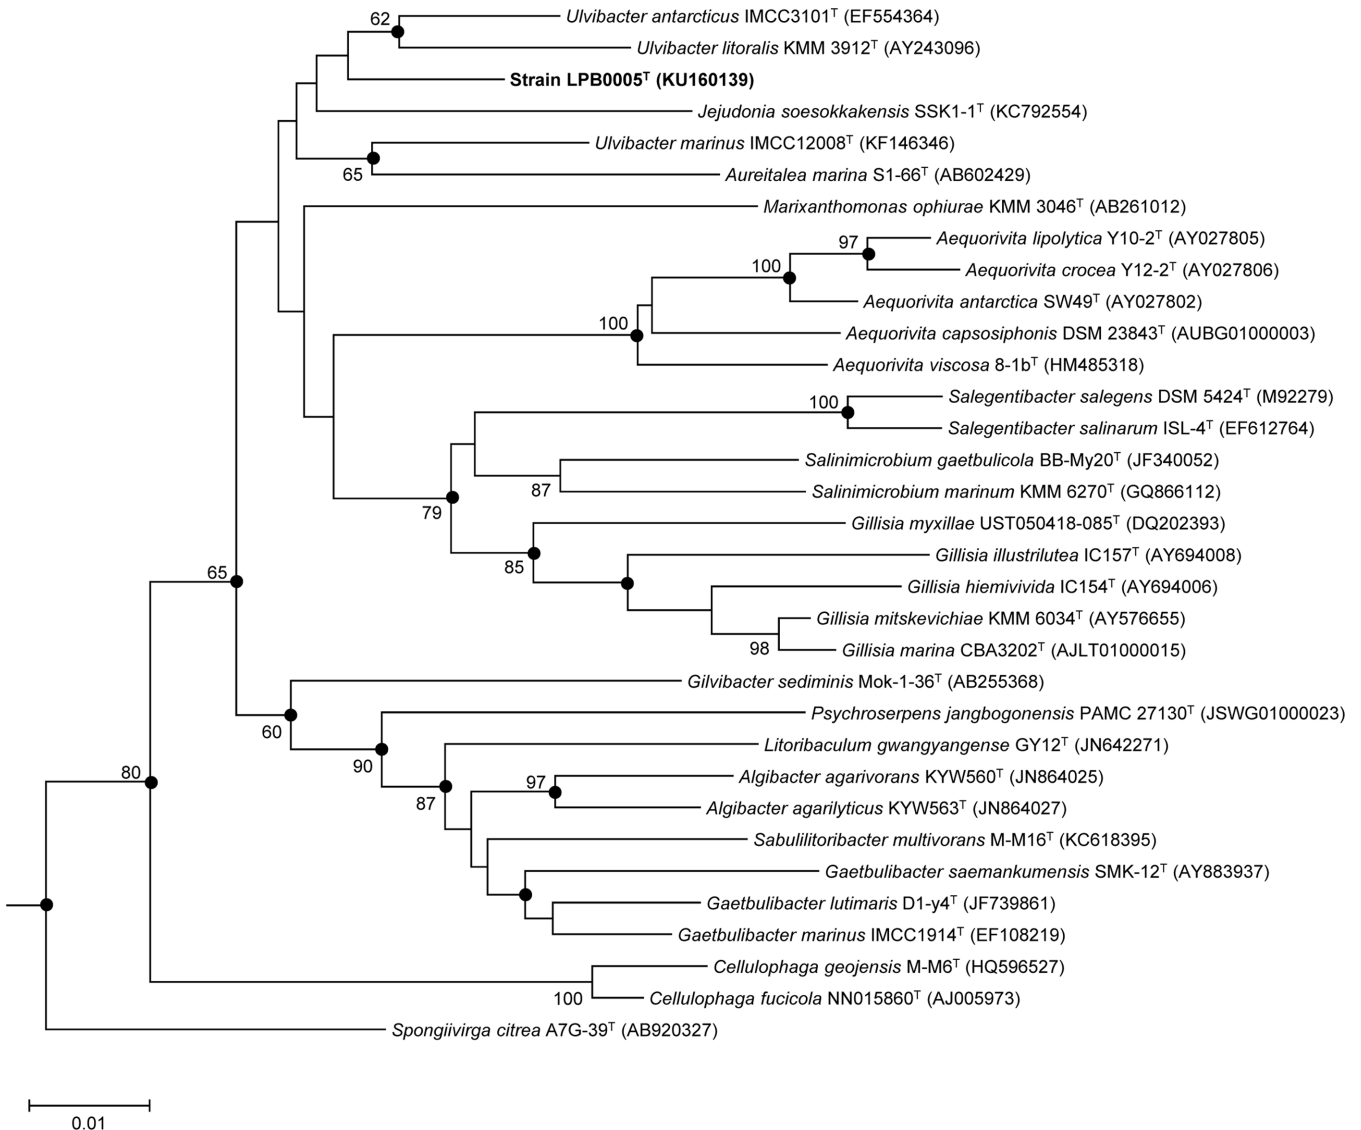 62
Ulvibacter antarcticus IMCC3101ᵀ (EF554364)
Ulvibacter litoralis KMM 3912ᵀ (AY243096)
Strain LPB0005ᵀ (KU160139)
Jejudonia soesokkakensis SSK1-1ᵀ (KC792554)
Ulvibacter marinus IMCC12008ᵀ (KF146346)
65
Aureitalea marina S1-66ᵀ (AB602429)
Marixanthomonas ophiurae KMM 3046ᵀ (AB261012)
97
Aequorivita lipolytica Y10-2ᵀ (AY027805)
100
Aequorivita crocea Y12-2ᵀ (AY027806)
Aequorivita antarctica SW49ᵀ (AY027802)
100
Aequorivita capsosiphonis DSM 23843ᵀ (AUBG01000003)
Aequorivita viscosa 8-1bᵀ (HM485318)
100
Salegentibacter salegens DSM 5424ᵀ (M92279)
Salegentibacter salinarum ISL-4ᵀ (EF612764)
Salinimicrobium gaetbulicola BB-My20ᵀ (JF340052)
87
Salinimicrobium marinum KMM 6270ᵀ (GQ866112)
79
Gillisia myxillae UST050418-085ᵀ (DQ202393)
85
Gillisia illustrilutea IC157ᵀ (AY694008)
65
Gillisia hiemivivida IC154ᵀ (AY694006)
Gillisia mitskevichiae KMM 6034ᵀ (AY576655)
98
Gillisia marina CBA3202ᵀ (AJLT01000015)
Gilvibacter sediminis Mok-1-36ᵀ (AB255368)
60
Psychroserpens jangbogonensis PAMC 27130ᵀ (JSWG01000023)
90
Litoribaculum gwangyangense GY12ᵀ (JN642271)
80
97
Algibacter agarivorans KYW560ᵀ (JN864025)
87
Algibacter agarilyticus KYW563ᵀ (JN864027)
Sabulilitoribacter multivorans M-M16ᵀ (KC618395)
Gaetbulibacter saemankumensis SMK-12ᵀ (AY883937)
Gaetbulibacter lutimaris D1-y4ᵀ (JF739861)
Gaetbulibacter marinus IMCC1914ᵀ (EF108219)
Cellulophaga geojensis M-M6ᵀ (HQ596527)
100
Cellulophaga fucicola NN015860ᵀ (AJ005973)
Spongiivirga citrea A7G-39ᵀ (AB920327)
0.01